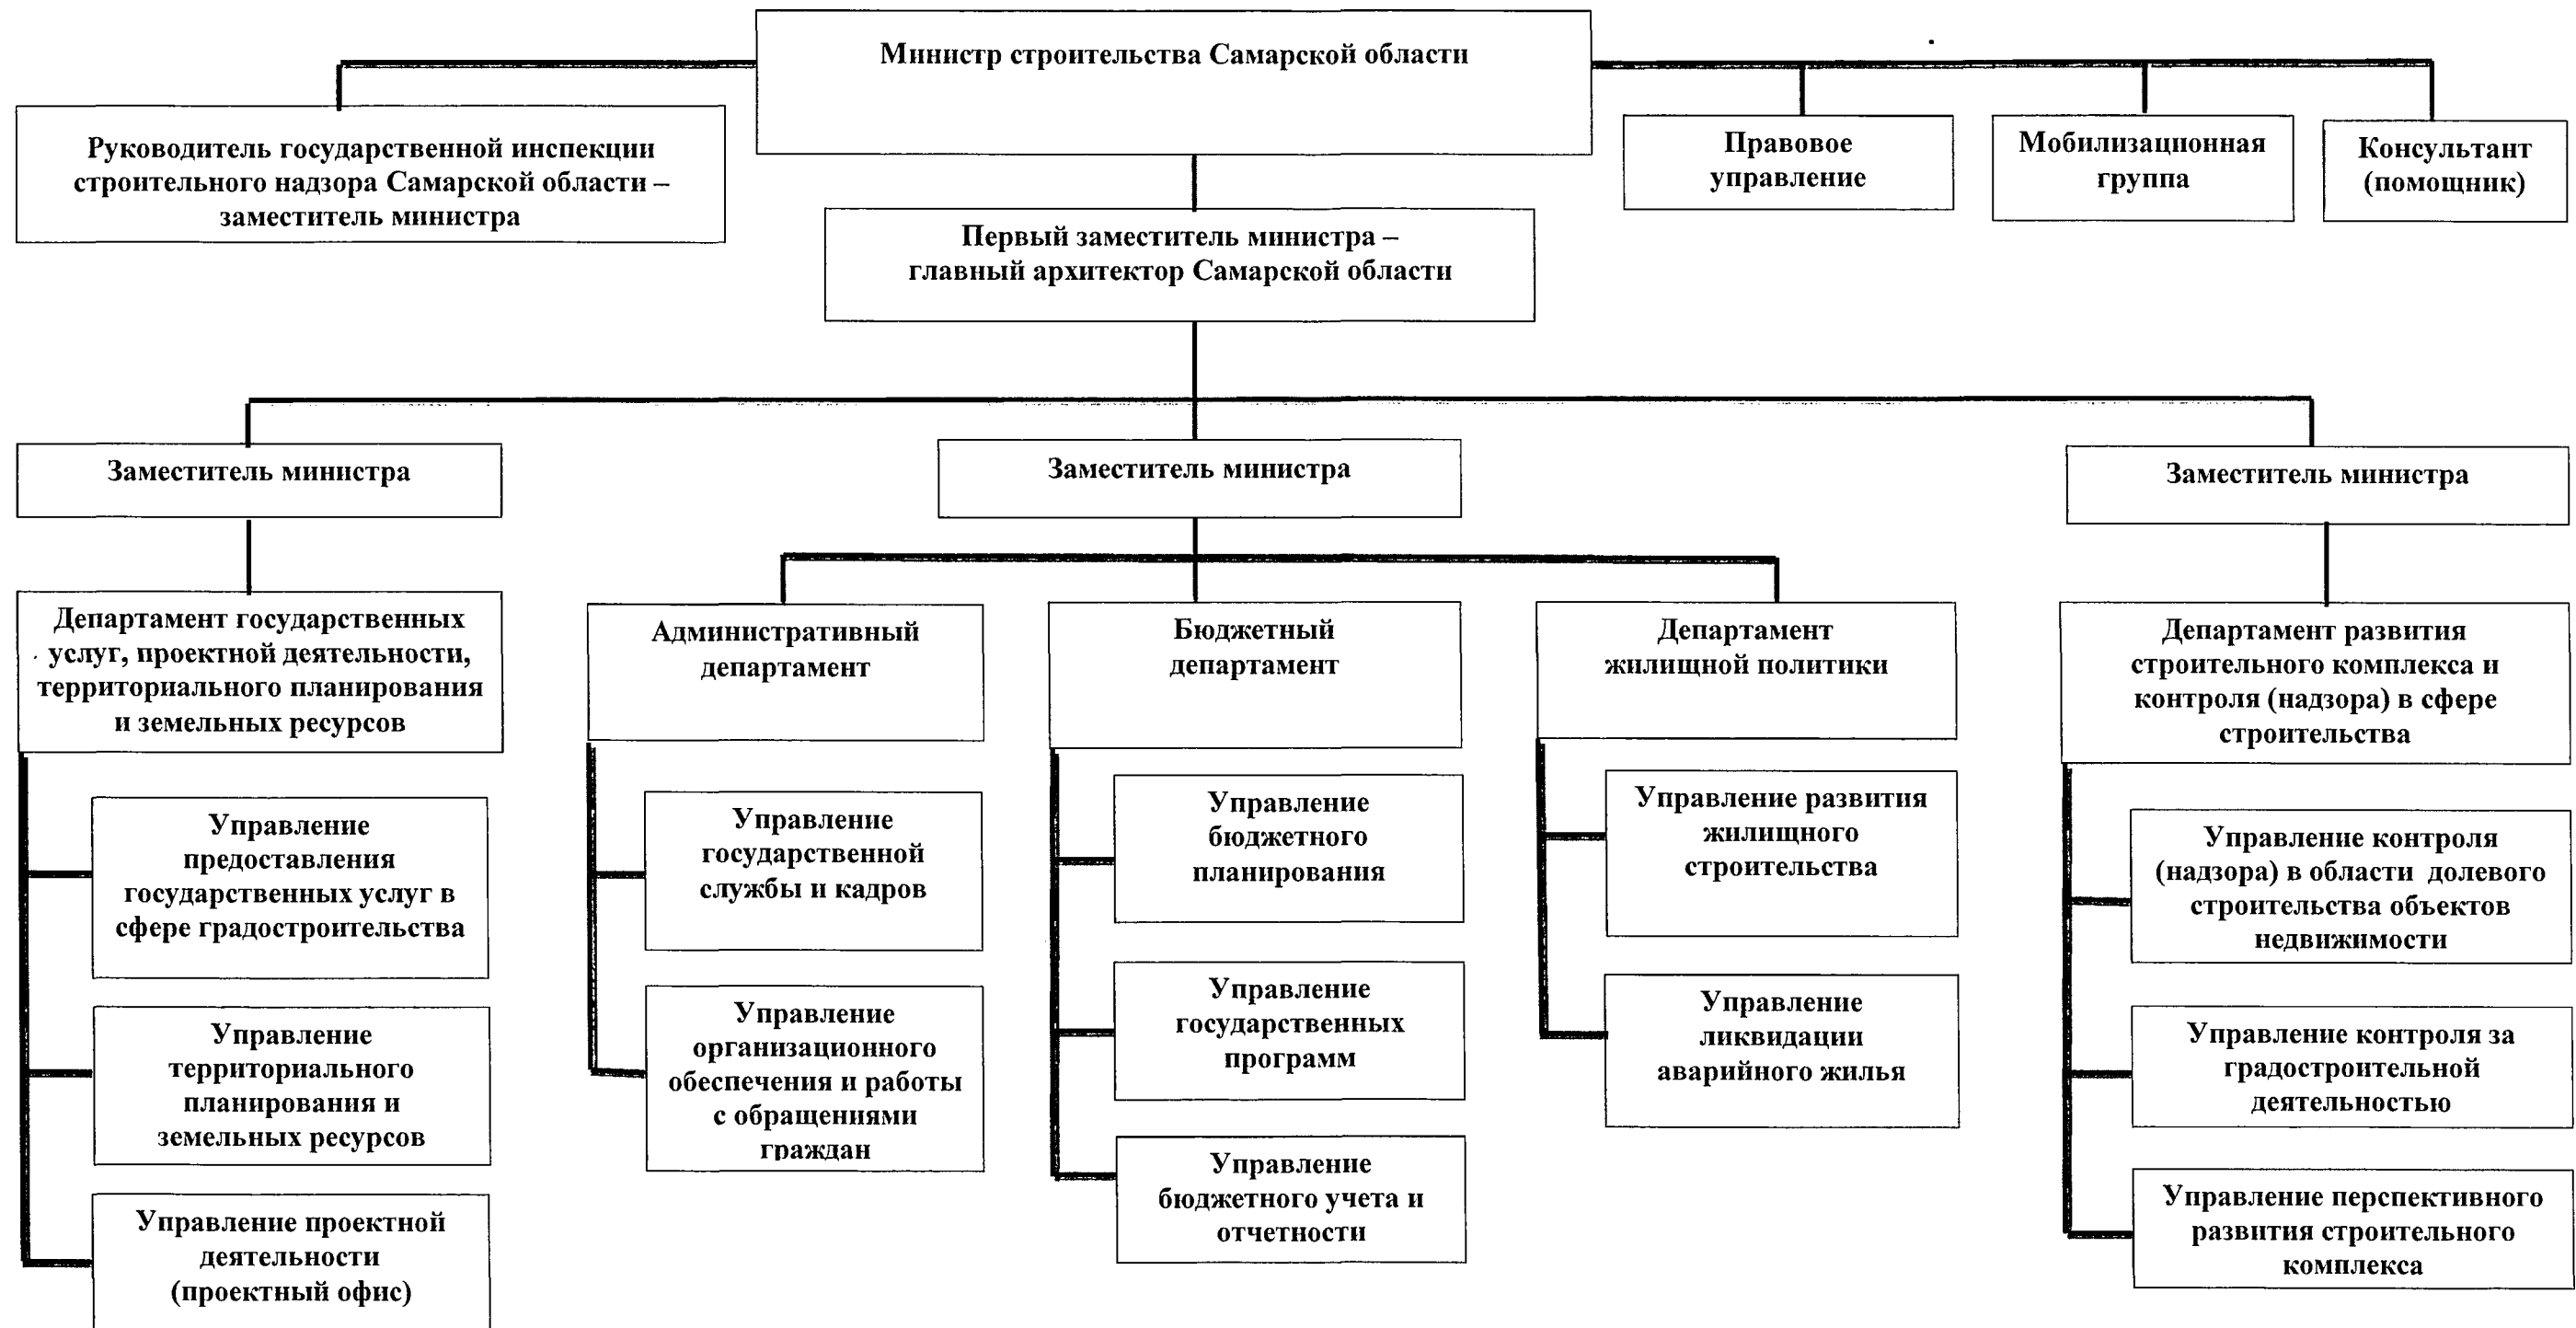 Министр строительства Самарской области
Руководитель государственной инспекции
строительного надзора Самарской области –
заместитель министра
Правовое
управление
Мобилизационная
группа
Консультант
(помощник)
Первый заместитель министра –
главный архитектор Самарской области
Заместитель министра
Заместитель министра
Заместитель министра
Департамент государственных
услуг, проектной деятельности,
территориального планирования
и земельных ресурсов
Административный
департамент
Бюджетный
департамент
Департамент
жилищной политики
Департамент развития
строительного комплекса и
контроля (надзора) в сфере
строительства
Управление
предоставления
государственных услуг в
сфере градостроительства
Управление
территориального
планирования и
земельных ресурсов
Управление проектной
деятельности
(проектный офис)
Управление
государственной
службы и кадров
Управление
организационного
обеспечения и работы
с обращениями
граждан
Управление
бюджетного
планирования
Управление
государственных
программ
Управление
бюджетного учета и
отчетности
Управление развития
жилищного
строительства
Управление
ликвидации
аварийного жилья
Управление контроля
(надзора) в области долевого
строительства объектов
недвижимости
Управление контроля за
градостроительной
деятельностью
Управление перспективного
развития строительного
комплекса